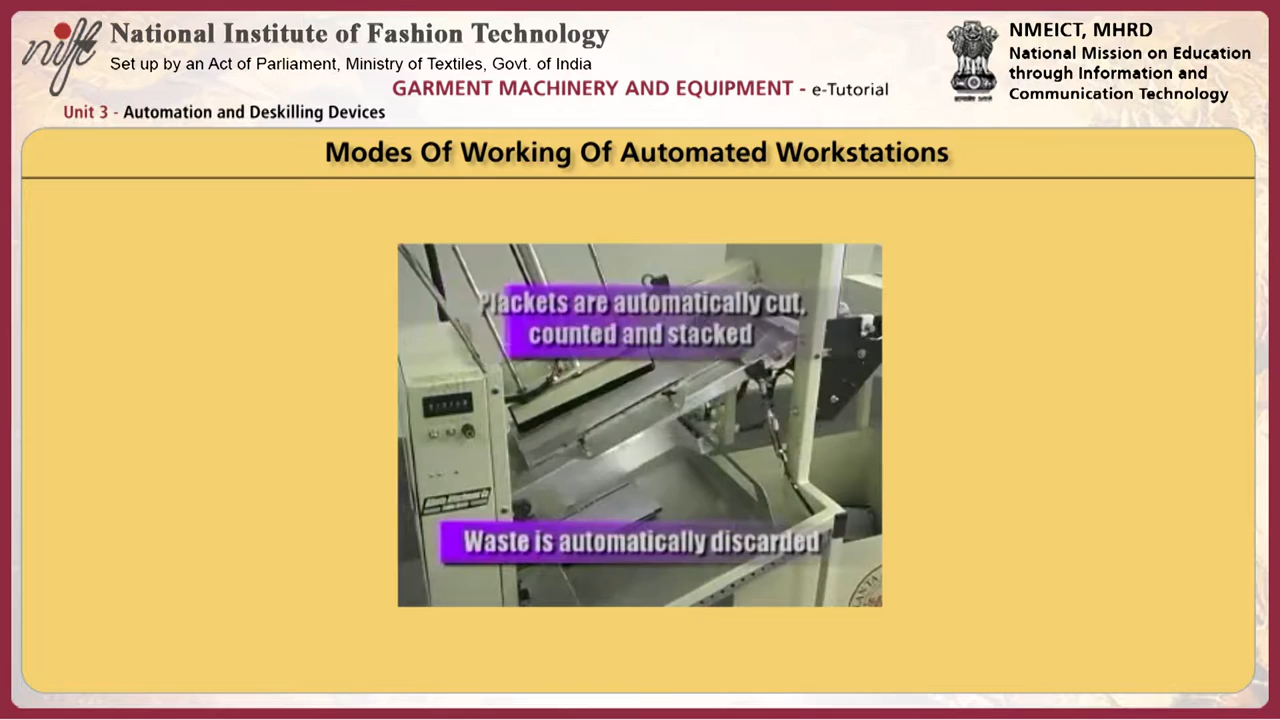 nift
National Institute of Fashion Technology
Set up by an Act of Parliament, Ministry of Textiles, Govt. of India
GARMENT MACHINERY AND EQUIPMENT - e-Tutorial
Unit 3 - Automation and Deskilling Devices
NMEICT, MHRD
National Mission on Education
through Information and
Communication Technology
Modes Of Working Of Automated Workstations
Plackets are automatically cut,
counted and stacked
Waste is automatically discarded